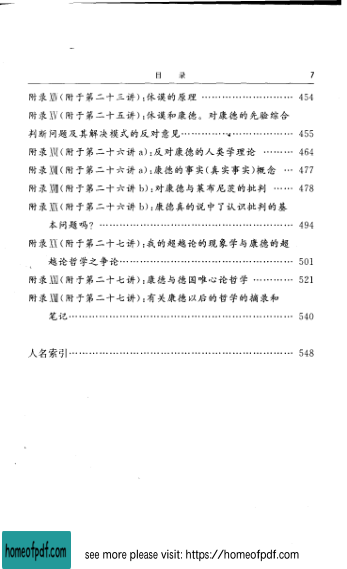 目 录 7
附录XIV(附于第二十三讲):休谟的原理 ………………………… 454
附录XV(附于第二十五讲):休谟和康德。对康德的先验综合
判断问题及其解决模式的反对意见……………………………… 455
附录XVI(附于第二十六讲a):反对康德的人类学理论 ……… 464
附录XVII(附于第二十六讲a):康德的事实(真实事实)概念 … 477
附录XVIII(附于第二十六讲b):对康德与莱布尼茨的批判 …… 478
附录XIX(附于第二十六讲b):康德真的说中了认识批判的基
本问题吗? ……………………………………………………… 494
附录XX(附于第二十七讲):我的超越论的现象学与康德的超
越论哲学之争论………………………………………………… 501
附录XXI(附于第二十七讲):康德与德国唯心论哲学 ………… 521
附录XXII(附于第二十七讲):有关康德以后的哲学的摘录和
笔记……………………………………………………………… 540
人名索引…………………………………………………………… 548
homeofpdf.com
see more please visit: https://homeofpdf.com